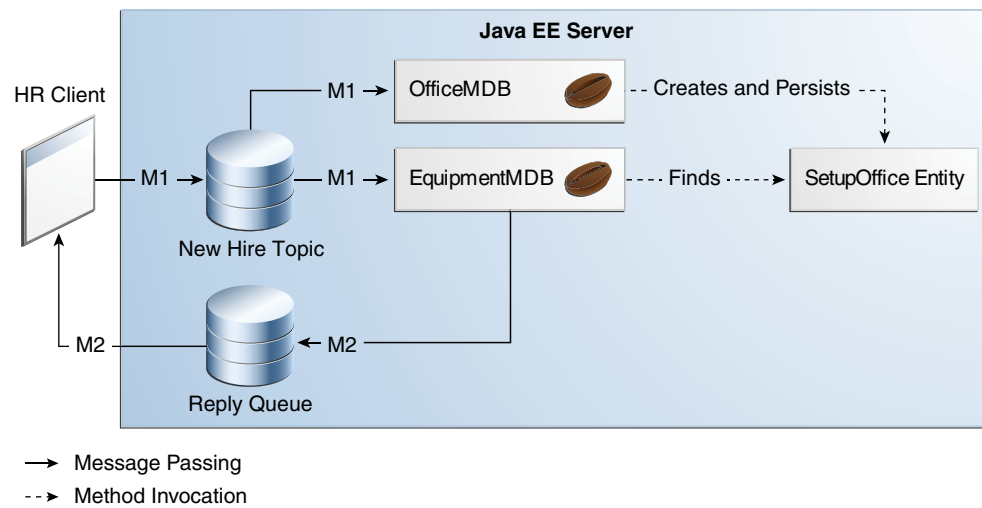 Java EE Server
HR Client
M1
OfficeMDB
Creates and Persists
M1
M1
EquipmentMDB
Finds
SetupOffice Entity
New Hire Topic
M2
M2
Reply Queue
Message Passing
Method Invocation